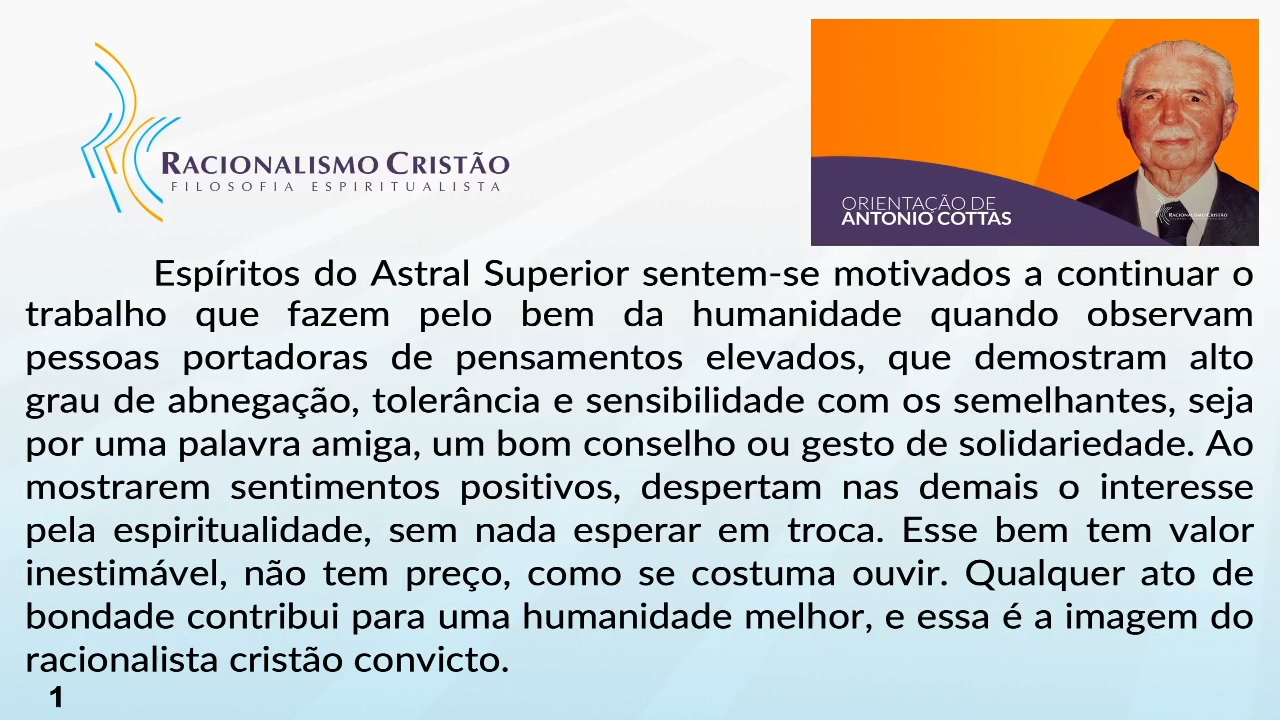 RACIONALISMO CRISTÃO
FILOSOFIA ESPIRITUALISTA
ORIENTAÇÃO DE
ANTONIO COTTAS
RACIONALISMO CRISTÃO
Espíritos do Astral Superior sentem-se motivados a continuar o
trabalho que fazem pelo bem da humanidade quando observam
pessoas portadoras de pensamentos elevados, que demostram alto
grau de abnegação, tolerância e sensibilidade com os semelhantes, seja
por uma palavra amiga, um bom conselho ou gesto de solidariedade. Ao
mostrarem sentimentos positivos, despertam nas demais o interesse
pela espiritualidade, sem nada esperar em troca. Esse bem tem valor
inestimável, não tem preço, como se costuma ouvir. Qualquer ato de
bondade contribui para uma humanidade melhor, e essa é a imagem do
racionalista cristão convicto.
1